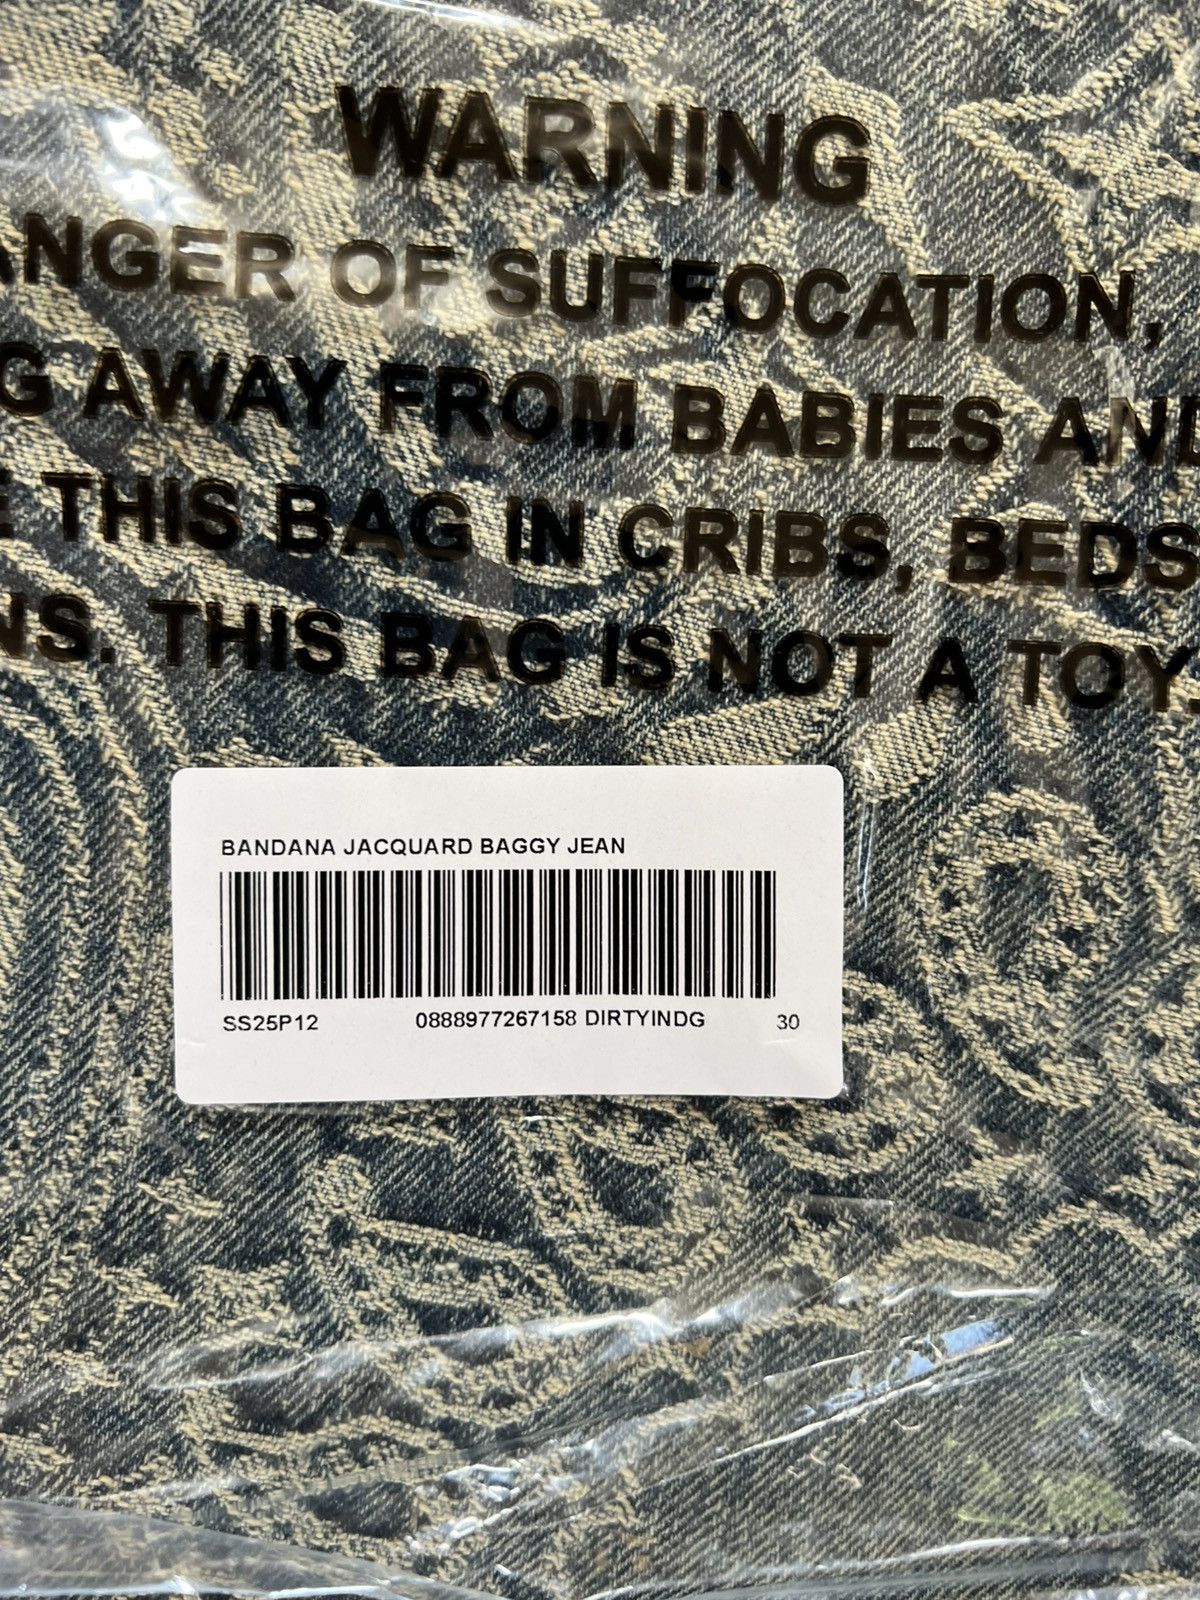 WARNING
ANGER OF SUFFOCATION,
G AWAY FROM BABIES AND
E THIS BAG IN CRIBS, BEDS
NS. THIS BAG IS NOT A TOY.
BANDANA JACQUARD BAGGY JEAN
SS25P12 0888977267158 DIRTYINDG 30